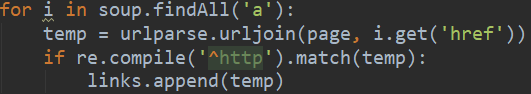 for i in soup.findAll('a'):
    temp = urlparse.urljoin(page, i.get('href'))
    if re.compile('^http').match(temp):
        links.append(temp)